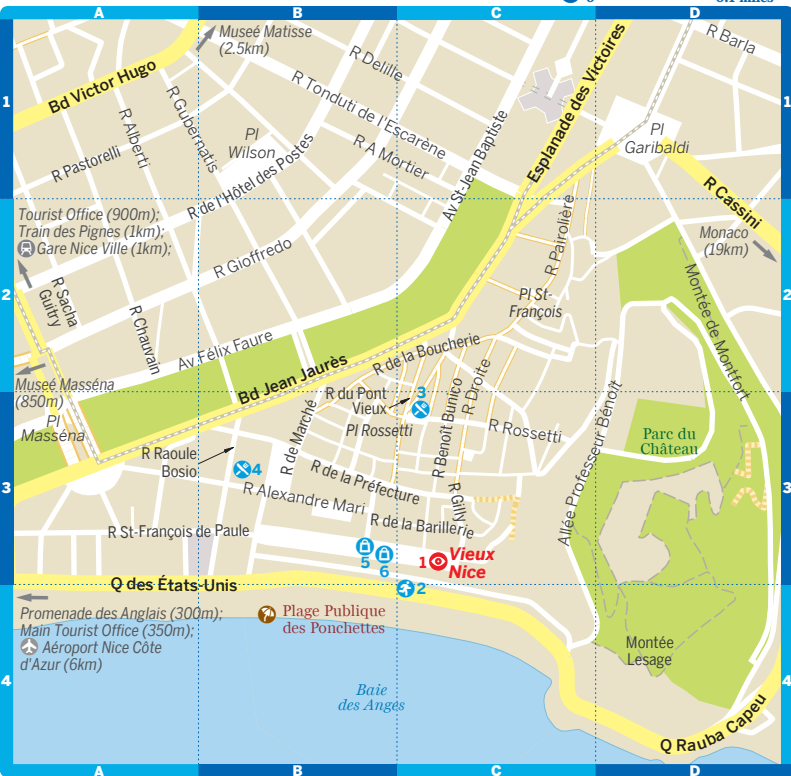 A
B
C
D
1
1
2
2
3
3
4
4
Museé Matisse
(2.5km)
R Barla
R Delille
Esplanade des Victoires
Bd Victor Hugo
R Tonduti de l'Escarène
R Gubernatis
R Alberti
Pl
Wilson
R A Mortier
Av St-Jean Baptiste
Pl
Garibaldi
R Pastorelli
R de l'Hôtel des Postes
R Cassini
Tourist Office (900m);
Train des Pignes (1km);
Gare Nice Ville (1km);
R Pairolière
Monaco
(19km)
R Gioffredo
R Sacha
Guitry
R Chauvain
Pl St-
François
Montée de Montfort
Av Félix Faure
R de la Boucherie
Bd Jean Jaurès
Museé Masséna
(850m)
Pl
Masséna
R du Pont
Vieux
3
R Droite
R Benoît Bunico
Allée Professeur Benoît
Pl Rossetti
R Rossetti
R de Marché
Parc du
Château
R Raoule
Bosio
4
R de la Préfecture
R Alexandre Mari
R Gilly
R de la Barillerie
R St-François de Paule
5
6
1
Vieux
Nice
Q des États-Unis
2
Promenade des Anglais (300m);
Main Tourist Office (350m);
Aéroport Nice Côte
d'Azur (6km)
Plage Publique
des Ponchettes
Montée
Lesage
Baie
des Anges
Q Rauba Capeu
A
B
C
D